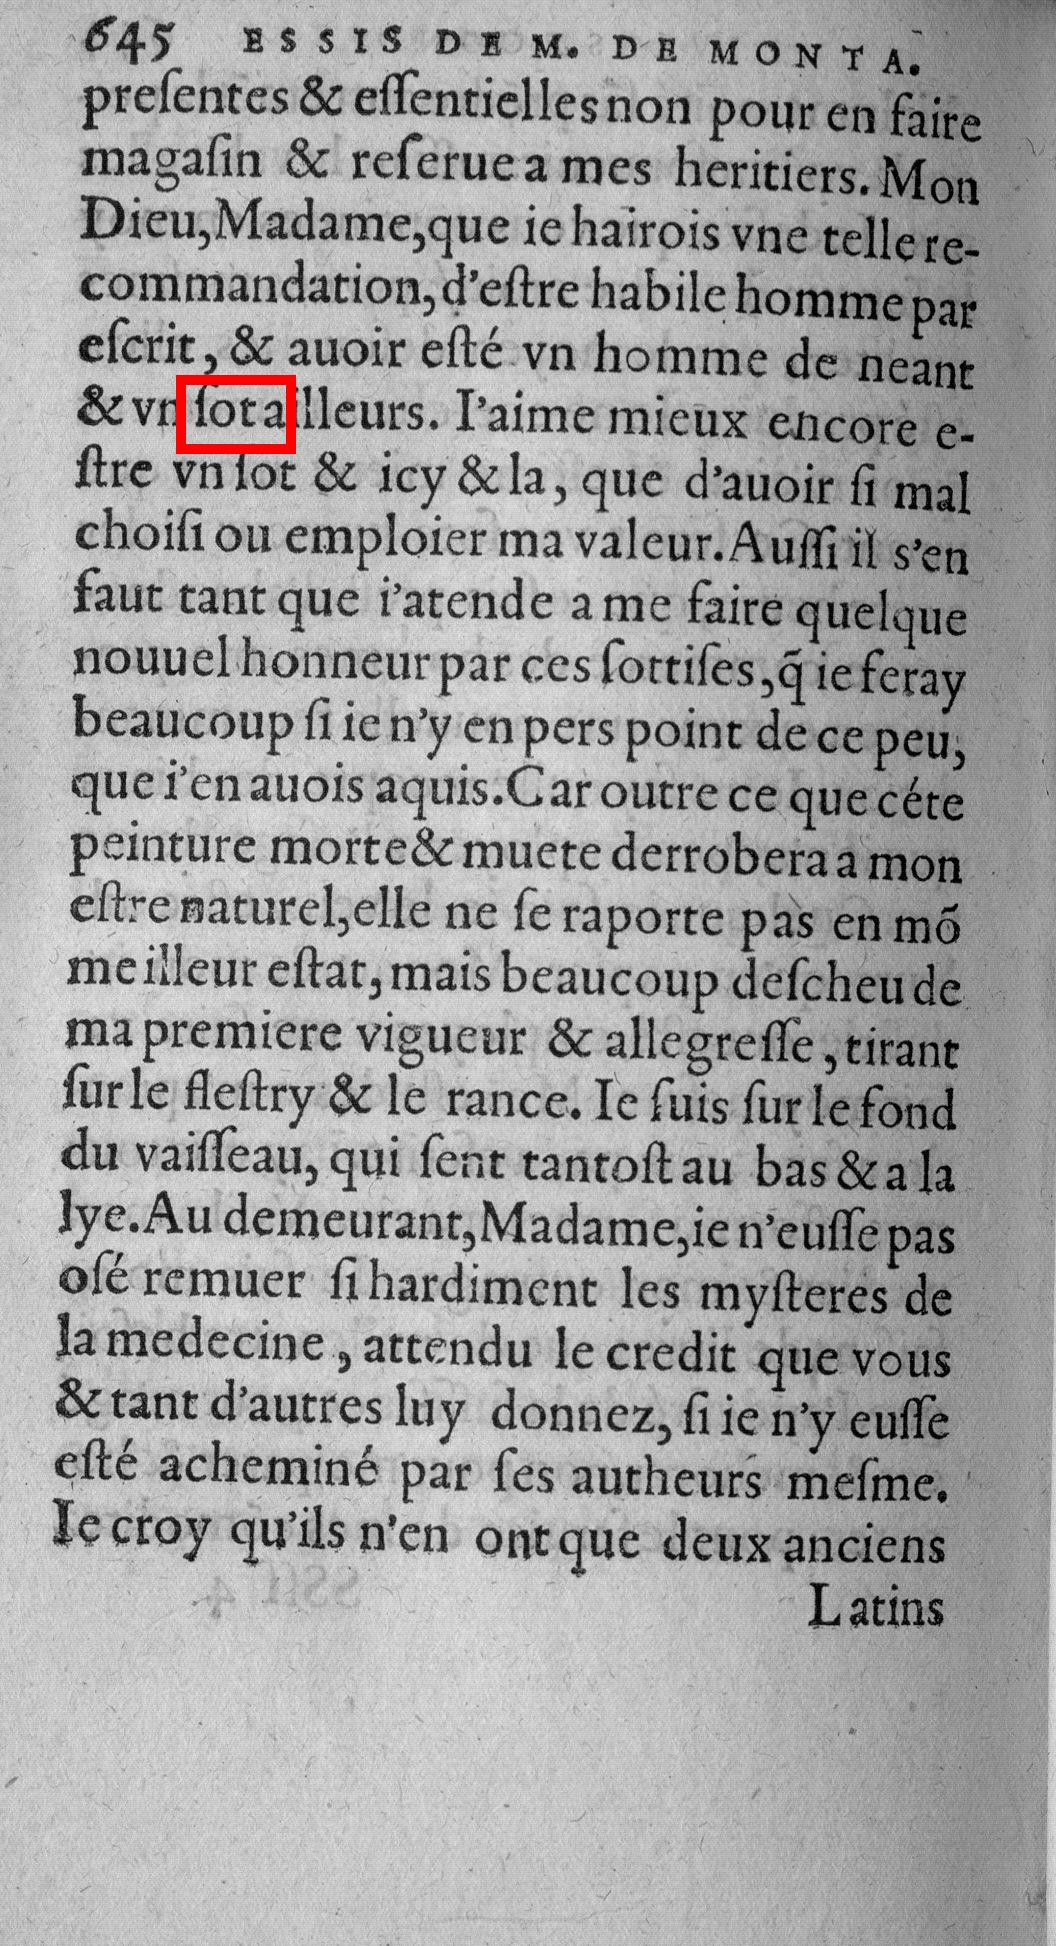 645 ESSIS DE M. DE MONTA.
preſentes & eſſentielles non pour en faire
magaſin & reſerue a mes heritiers. Mon
Dieu, Madame, que ie hairois vne telle re-
commandation, d'eſtre habile homme par
eſcrit, & auoir eſté vn homme de neant
& vn ſot ailleurs. I'aime mieux encore e-
ſtre vn ſot & icy & la, que d'auoir ſi mal
choiſi ou emploier ma valeur. Auſſi il s'en
faut tant que i'atende a me faire quelque
nouuel honneur par ces ſottiſes, q̃ ie feray
beaucoup ſi ie n'y en pers point de ce peu,
que i'en auois aquis. Car outre ce que céte
peinture morte & muete derrobera a mon
eſtre naturel, elle ne ſe raporte pas en mõ
meilleur eſtat, mais beaucoup deſcheu de
ma premiere vigueur & allegreſſe, tirant
ſur le fleſtry & le rance. Ie ſuis ſur le fond
du vaiſſeau, qui ſent tantoſt au bas & a la
lye. Au demeurant, Madame, ie n'euſſe pas
oſé remuer ſi hardiment les myſteres de
la medecine, attendu le credit que vous
& tant d'autres luy donnez, ſi ie n'y euſſe
eſté acheminé par ſes autheurs meſme.
Ie croy qu'ils n'en ont que deux anciens
Latins